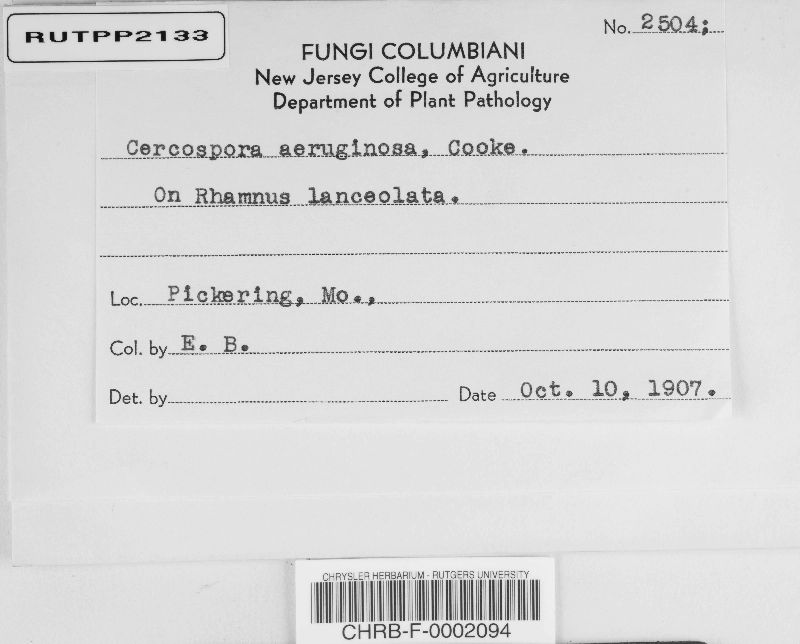 RUTPP2133
No. 2504;
FUNGI COLUMBIANI
New Jersey College of Agriculture
Department of Plant Pathology
Cercospora aeruginosa, Cooke.
On Rhamnus lanceolata.
Loc. Pickering, Mo.,
Col. by E. B.
Det. by
Date Oct. 10, 1907.
CHRYSLER HERBARIUM - RUTGERS UNIVERSITY
CHRB-F-0002094